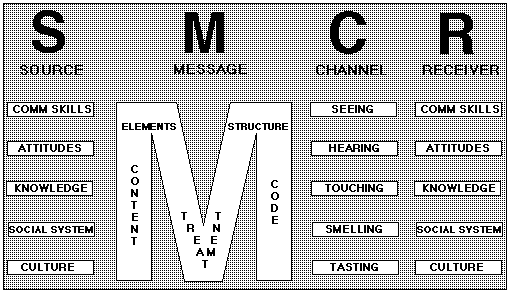 S M C R
SOURCE MESSAGE CHANNEL RECEIVER
COMM SKILLS
ATTITUDES
KNOWLEDGE
SOCIAL SYSTEM
CULTURE
ELEMENTS STRUCTURE
CONTENT
TREATMENT
CODE
SEEING
HEARING
TOUCHING
SMELLING
TASTING
COMM SKILLS
ATTITUDES
KNOWLEDGE
SOCIAL SYSTEM
CULTURE